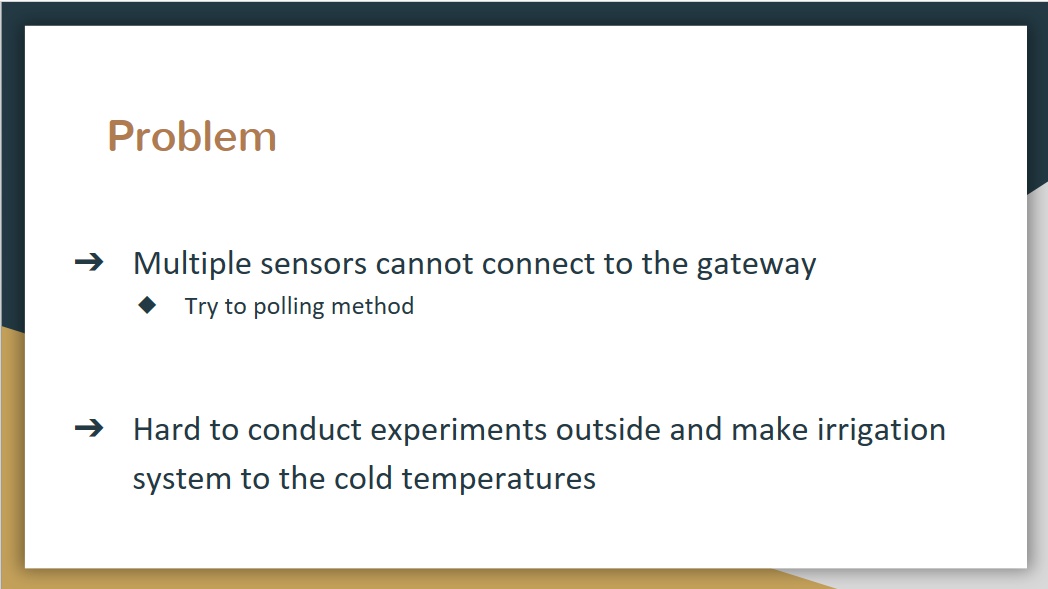 Problem
➔ Multiple sensors cannot connect to the gateway
◆ Try to polling method
➔ Hard to conduct experiments outside and make irrigation
system to the cold temperatures